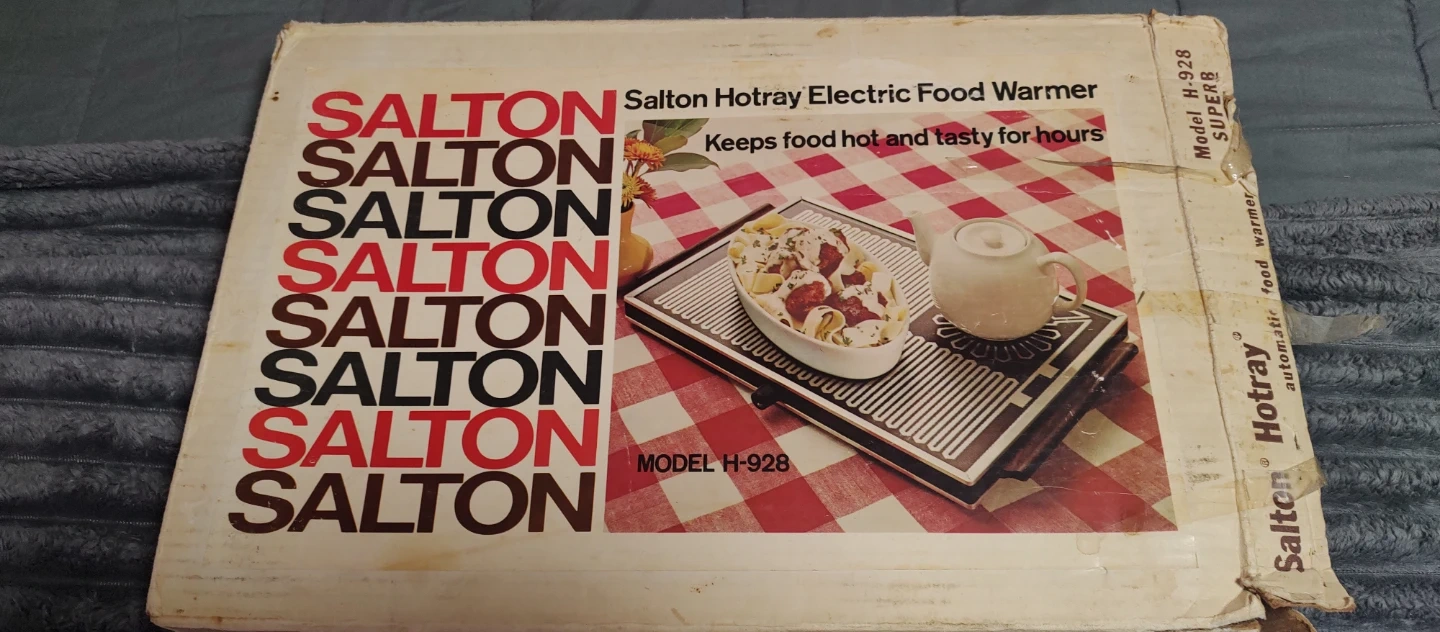 SALTON
SALTON
SALTON
SALTON
SALTON
SALTON
SALTON
SALTON
Salton Hotray Electric Food Warmer
Keeps food hot and tasty for hours
MODEL H-928
Model H-928
SUPERB
Salton® Hotray®
automatic food warmer